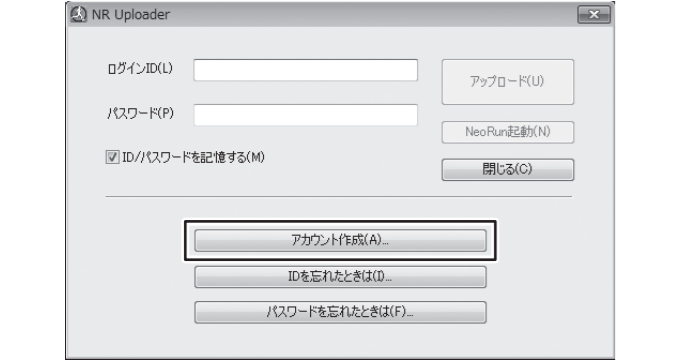 NR Uploader
ログインID(L)
アップロード(U)
パスワード(P)
NeoRun起動(N)
ID/パスワードを記憶する(M)
閉じる(C)
アカウント作成(A)...
IDを忘れたときは(I)...
パスワードを忘れたときは(F)...